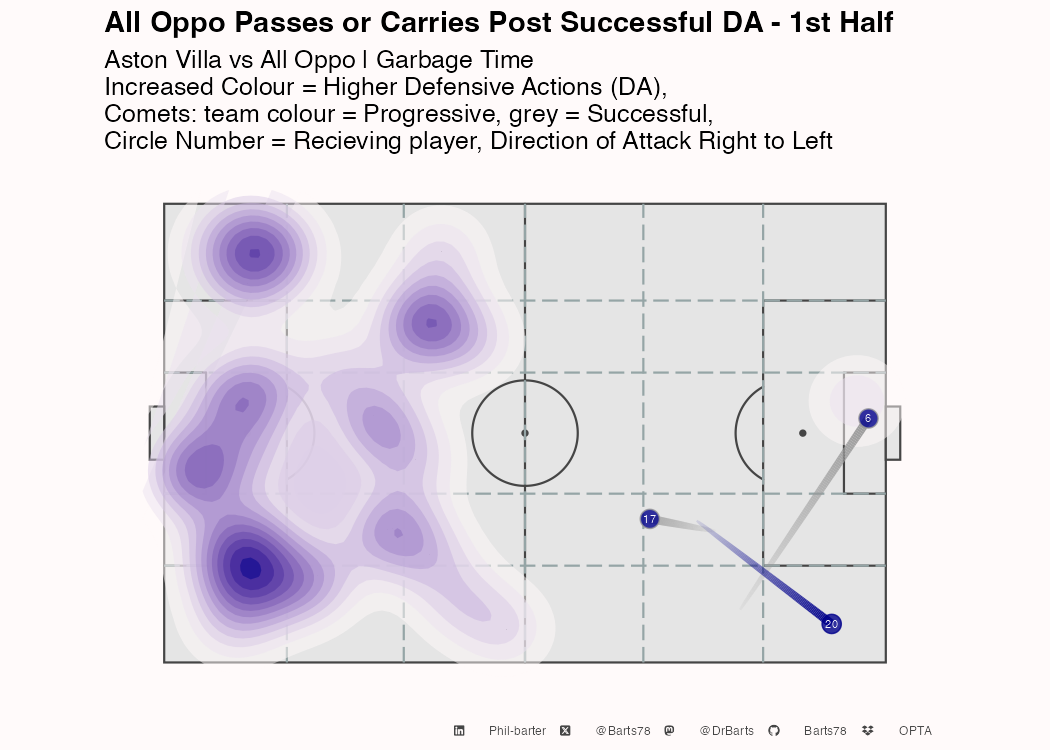 All Oppo Passes or Carries Post Successful DA - 1st Half
Aston Villa vs All Oppo | Garbage Time
Increased Colour = Higher Defensive Actions (DA),
Comets: team colour = Progressive, grey = Successful,
Circle Number = Recieving player, Direction of Attack Right to Left
6
17
20
Phil-barter @Barts78 @DrBarts Barts78 OPTA